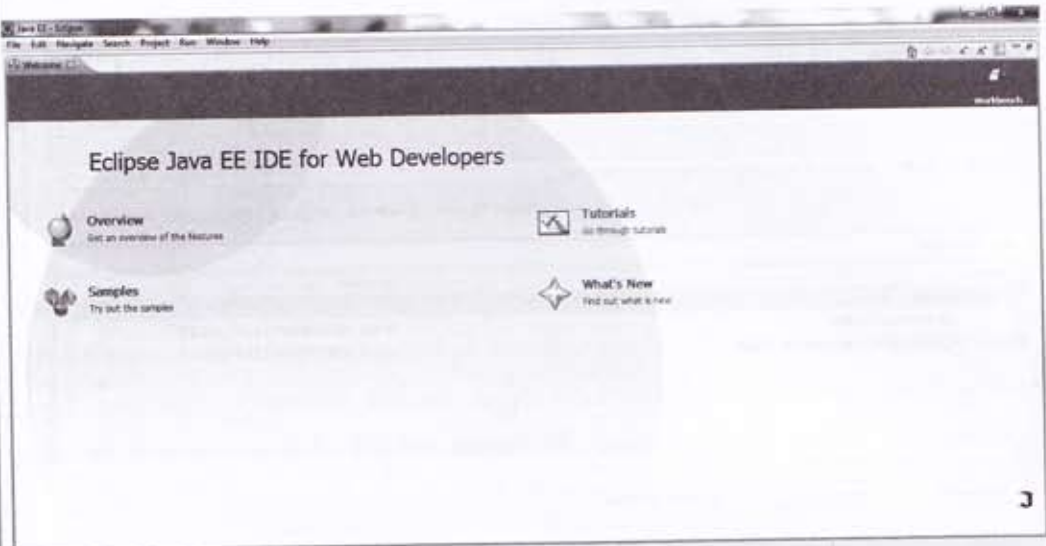 Java EE - Eclipse
File Edit Navigate Search Project Run Window Help
Welcome
Workbench
Eclipse Java EE IDE for Web Developers
Overview
Get an overview of the features
Tutorials
Go through tutorials
Samples
Try out the samples
What's New
Find out what is new